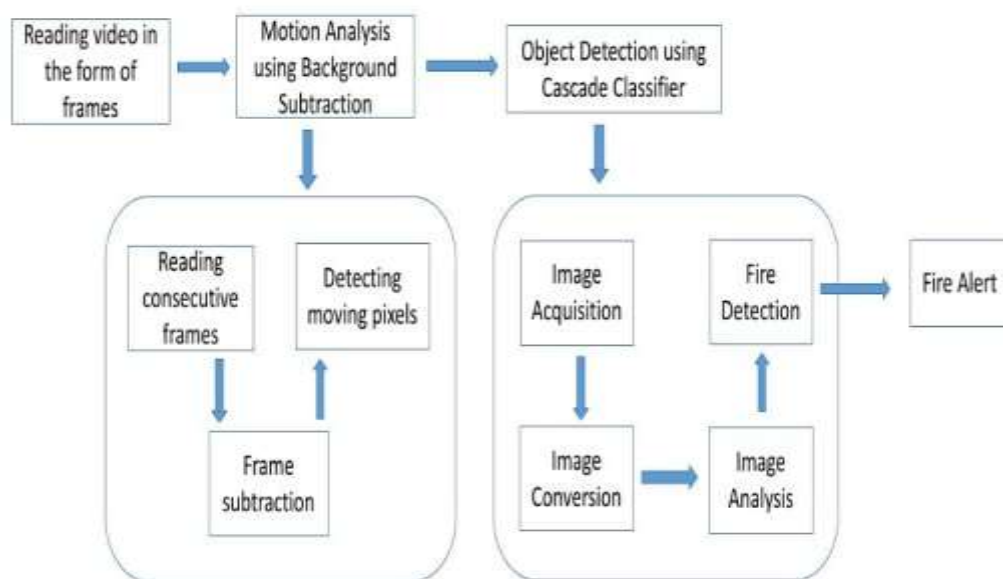 Reading video in
the form of
frames
Motion Analysis
using Background
Subtraction
Object Detection using
Cascade Classifier
Reading
consecutive
frames
Detecting
moving pixels
Frame
subtraction
Image
Acquisition
Fire
Detection
Fire Alert
Image
Conversion
Image
Analysis